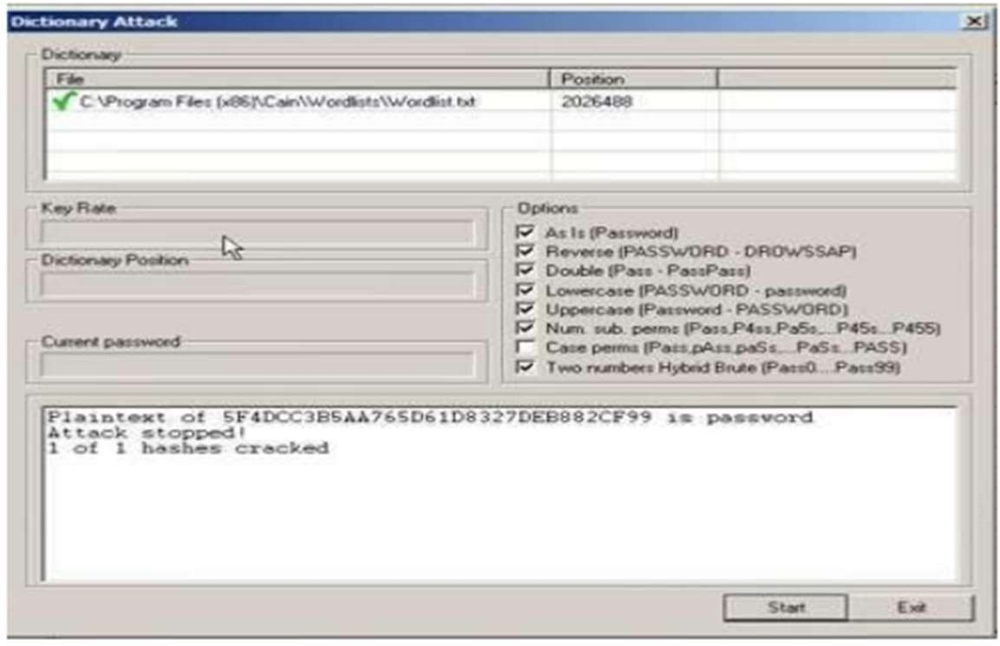 Dictionary Attack
Dictionary
File Position
C:\Program Files (x86)\Cain\Wordlists\Wordlist.txt 2026488
Key Rate
Dictionary Position
Current password
Options
As Is (Password)
Reverse (PASSWORD - DROWSSAP)
Double (Pass - PassPass)
Lowercase (PASSWORD - password)
Uppercase (Password - PASSWORD)
Num. sub. perms (Pass,P4ss,Pa5s,...P45s...P455)
Case perms (Pass,pAss,paSs,...PaSs...PASS)
Two numbers Hybrid Brute (Pass0....Pass99)
Plaintext of 5F4DCC3B5AA765D61D8327DEB882CF99 is password
Attack stopped!
1 of 1 hashes cracked
Start Exit